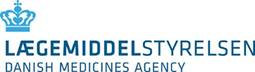 LÆGEMIDDELSTYRELSEN
DANISH MEDICINES AGENCY